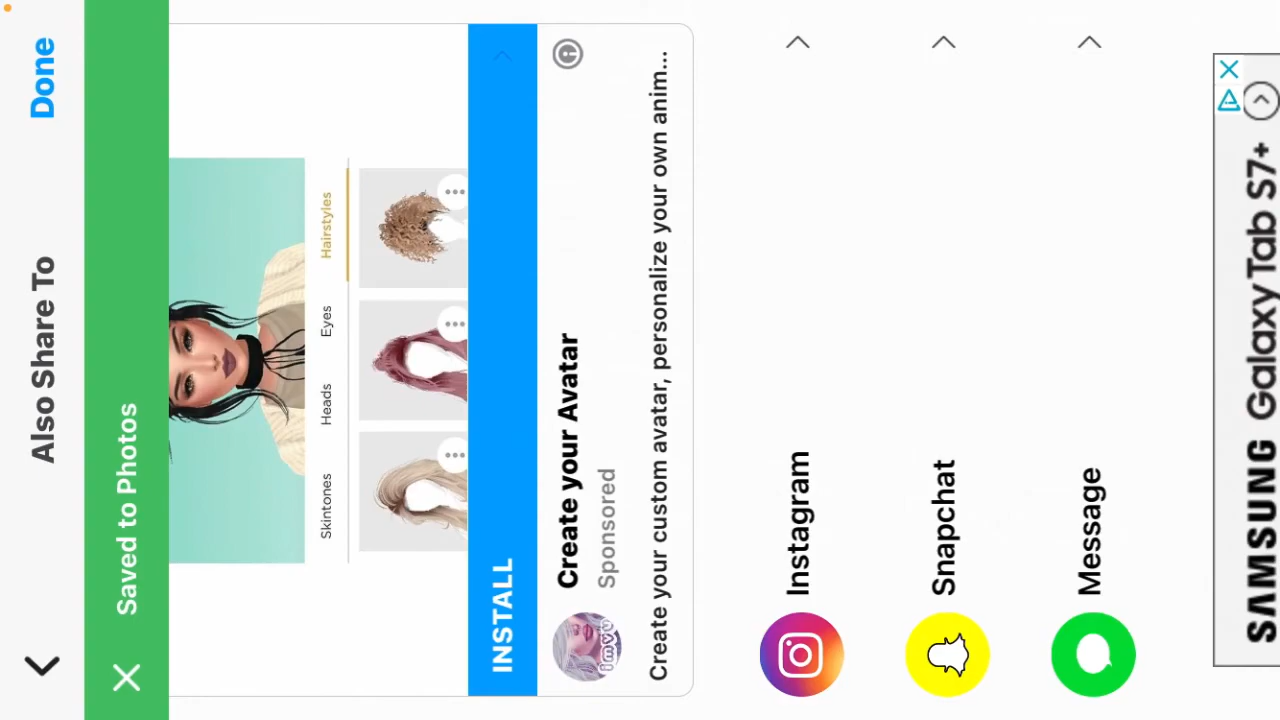 Also Share To
Done
Saved to Photos
Skintones
Heads
Eyes
Hairstyles
INSTALL
imvu
Create your Avatar
Sponsored
Create your custom avatar, personalize your own anim...
Instagram
Snapchat
Message
SAMSUNG Galaxy Tab S7+